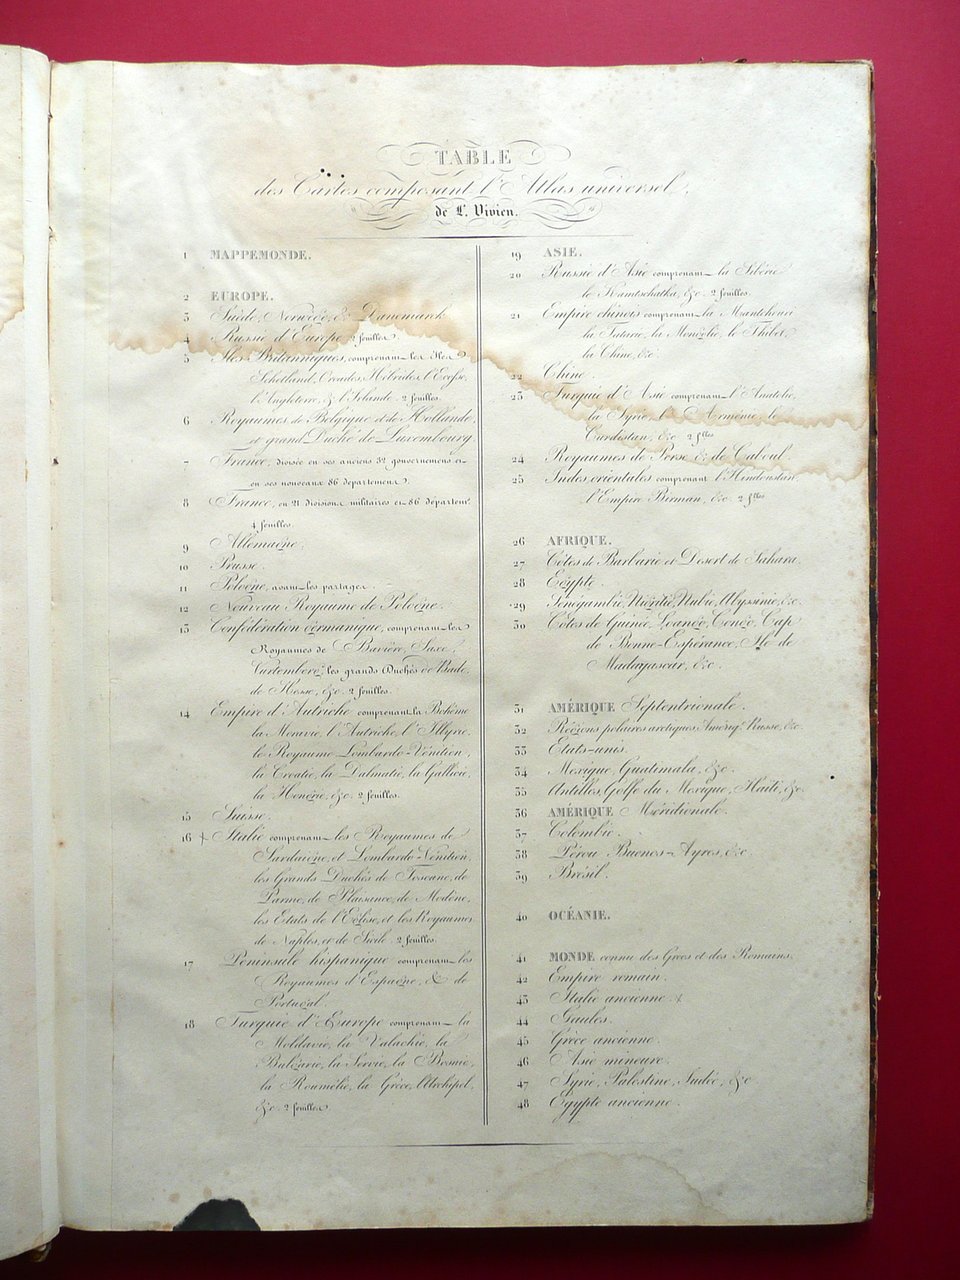 TABLE
des Cartes composant l'Atlas universel,
de L. Vivien.
1 MAPPEMONDE.
2 EUROPE.
3 Suède, Norwège, & Danemarck
4 Russie d'Europe 2 feuilles.
5 Iles Britanniques, comprenant les Iles
Schetland, Orcades, Hébrides, l'Ecosse,
l'Angleterre, & l'Irlande. 2 feuilles.
6 Royaumes de Belgique et de Hollande,
et grand Duché de Luxembourg.
7 France, divisée en ses anciens 32 gouvernemens et
en ses nouveaux 86 départemens.
8 France, en 21 divisions militaires et 86 départemens.
4 feuilles.
9 Allemagne.
10 Prusse.
11 Pologne, avant les partages.
12 Nouveau Royaume de Pologne.
13 Confédération germanique, comprenant les
Royaumes de Bavière, Saxe,
Vurtemberg, les grands Duchés de Bade,
de Hesse, &c. 2 feuilles.
14 Empire d'Autriche comprenant la Bohême
la Moravie, l'Autriche, l'Illyrie,
le Royaume Lombardo-Vénitien,
la Croatie, la Dalmatie, la Gallicie,
la Hongrie, &c. 2 feuilles.
15 Suisse.
16 Italie comprenant les Royaumes de
Sardaigne, et Lombardo-Vénitien,
les Grands Duchés de Toscane, de
Parme, de Plaisance, de Modène,
les Etats de l'Eglise, et les Royaumes
de Naples, et de Sicile. 2 feuilles.
17 Péninsule hispanique comprenant les
Royaumes d'Espagne, & de
Portugal.
18 Turquie d'Europe comprenant la
Moldavie, la Valachie, la
Bulgarie, la Servie, la Bosnie,
la Roumélie, la Grèce, l'Archipel,
&c. 2 feuilles.
19 ASIE.
20 Russie d'Asie comprenant la Sibérie
le Kamtschatka, &c. 2 feuilles.
21 Empire chinois comprenant la Mantchourie
la Tatarie, la Mongolie, le Thibet,
la Chine, &c.
22 Chine.
23 Turquie d'Asie comprenant l'Anatolie,
la Syrie, l'Arménie, le
Curdistan, &c 2 flles
24 Royaumes de Perse & de Caboul.
25 Indes orientales comprenant l'Hindoustan,
l'Empire Birman, &c. 2 flles
26 AFRIQUE.
27 Côtes de Barbarie et Desert de Sahara.
28 Egypte.
29 Sénégambie, Nigritie, Nubie, Abyssinie, &c.
30 Côtes de Guinée, Loango, Congo, Cap
de Bonne-Espérance, Ile de
Madagascar, &c.
31 AMÉRIQUE Septentrionale.
32 Régions polaires arctiques Amériq. Russe, &c.
33 Etats-unis.
34 Mexique, Guatimala, &c.
35 Antilles, Golfe du Mexique, Haïti, &c.
36 AMÉRIQUE Méridionale.
37 Colombie.
38 Pérou Buenos-Ayres, &c
39 Brésil.
40 OCÉANIE.
41 MONDE connu des Grecs et des Romains.
42 Empire romain.
43 Italie ancienne.
44 Gaules.
45 Grèce ancienne.
46 Asie mineure.
47 Syrie, Palestine, Judée, &c
48 Egypte ancienne.